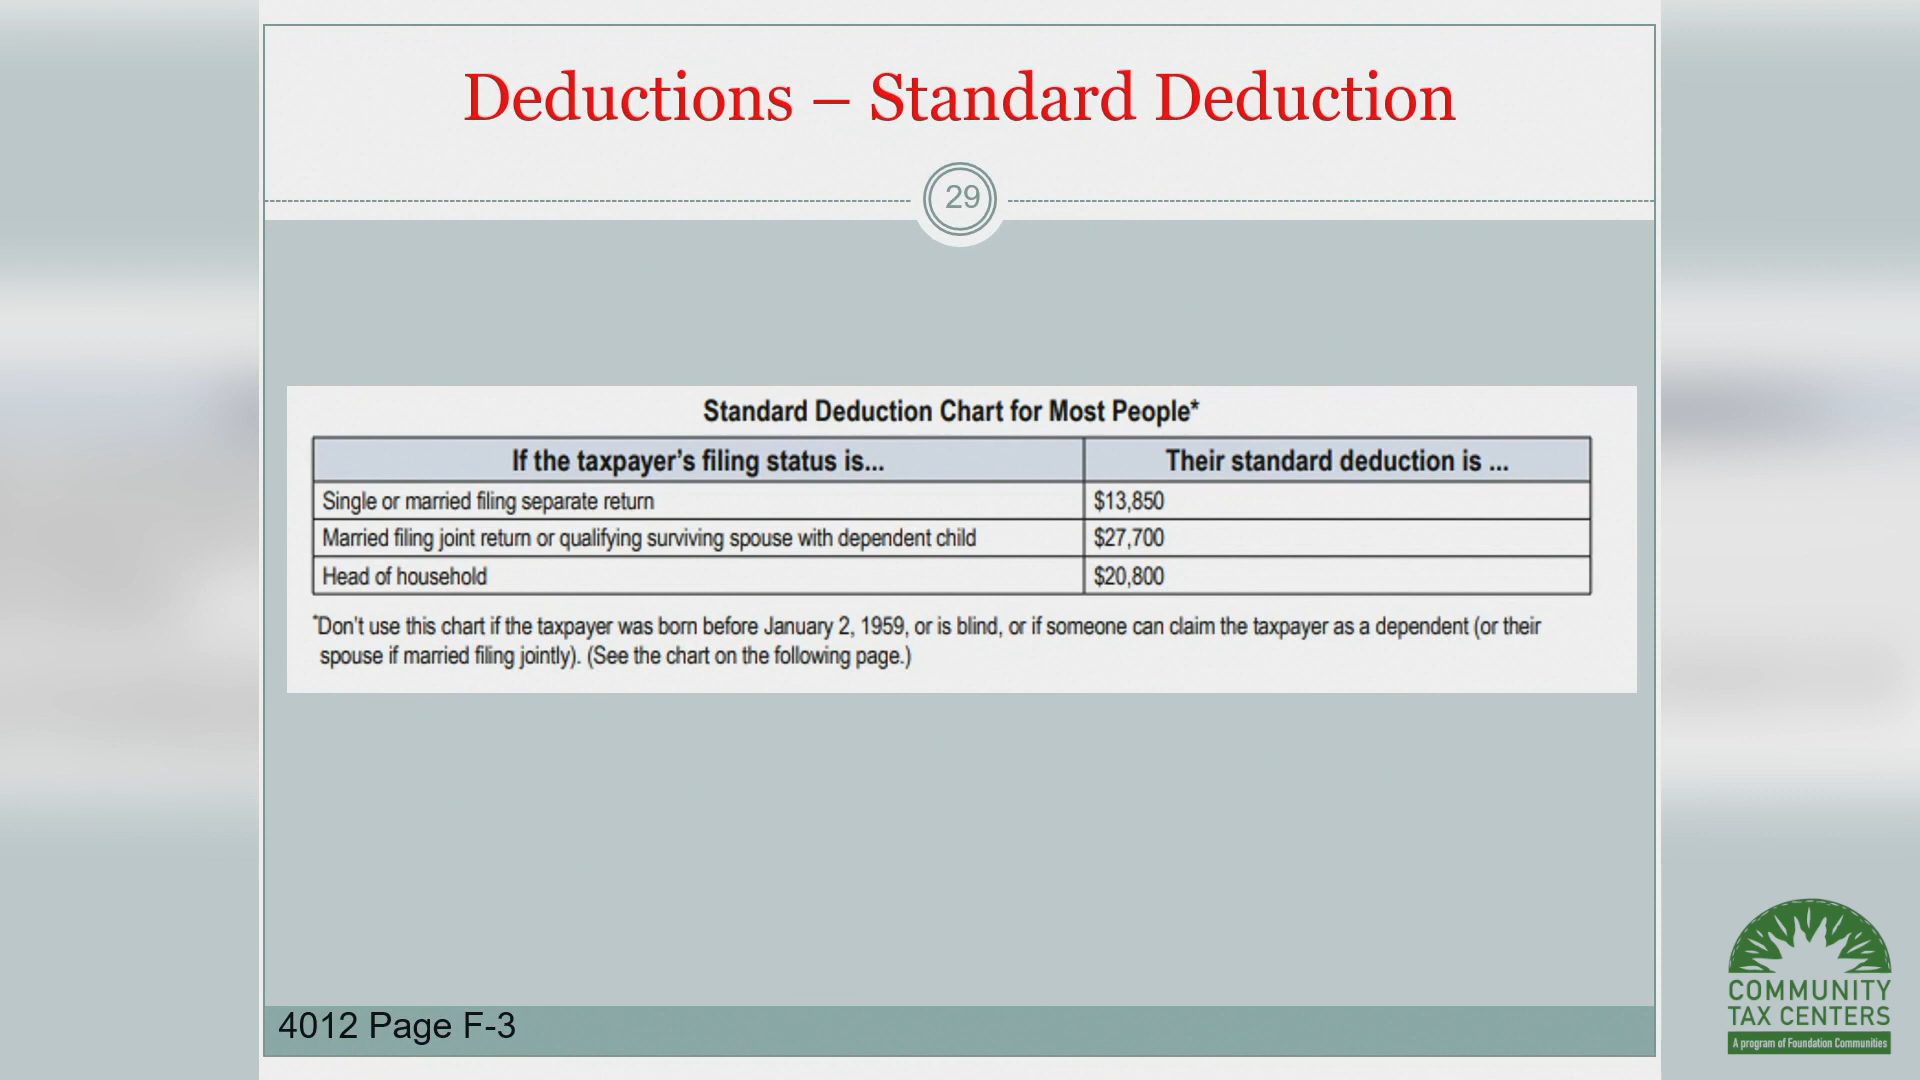 Deductions – Standard Deduction
29
Standard Deduction Chart for Most People*
If the taxpayer's filing status is... Their standard deduction is ...
Single or married filing separate return $13,850
Married filing joint return or qualifying surviving spouse with dependent child $27,700
Head of household $20,800
*Don't use this chart if the taxpayer was born before January 2, 1959, or is blind, or if someone can claim the taxpayer as a dependent (or their
spouse if married filing jointly). (See the chart on the following page.)
4012 Page F-3
COMMUNITY
TAX CENTERS
A program of Foundation Communities